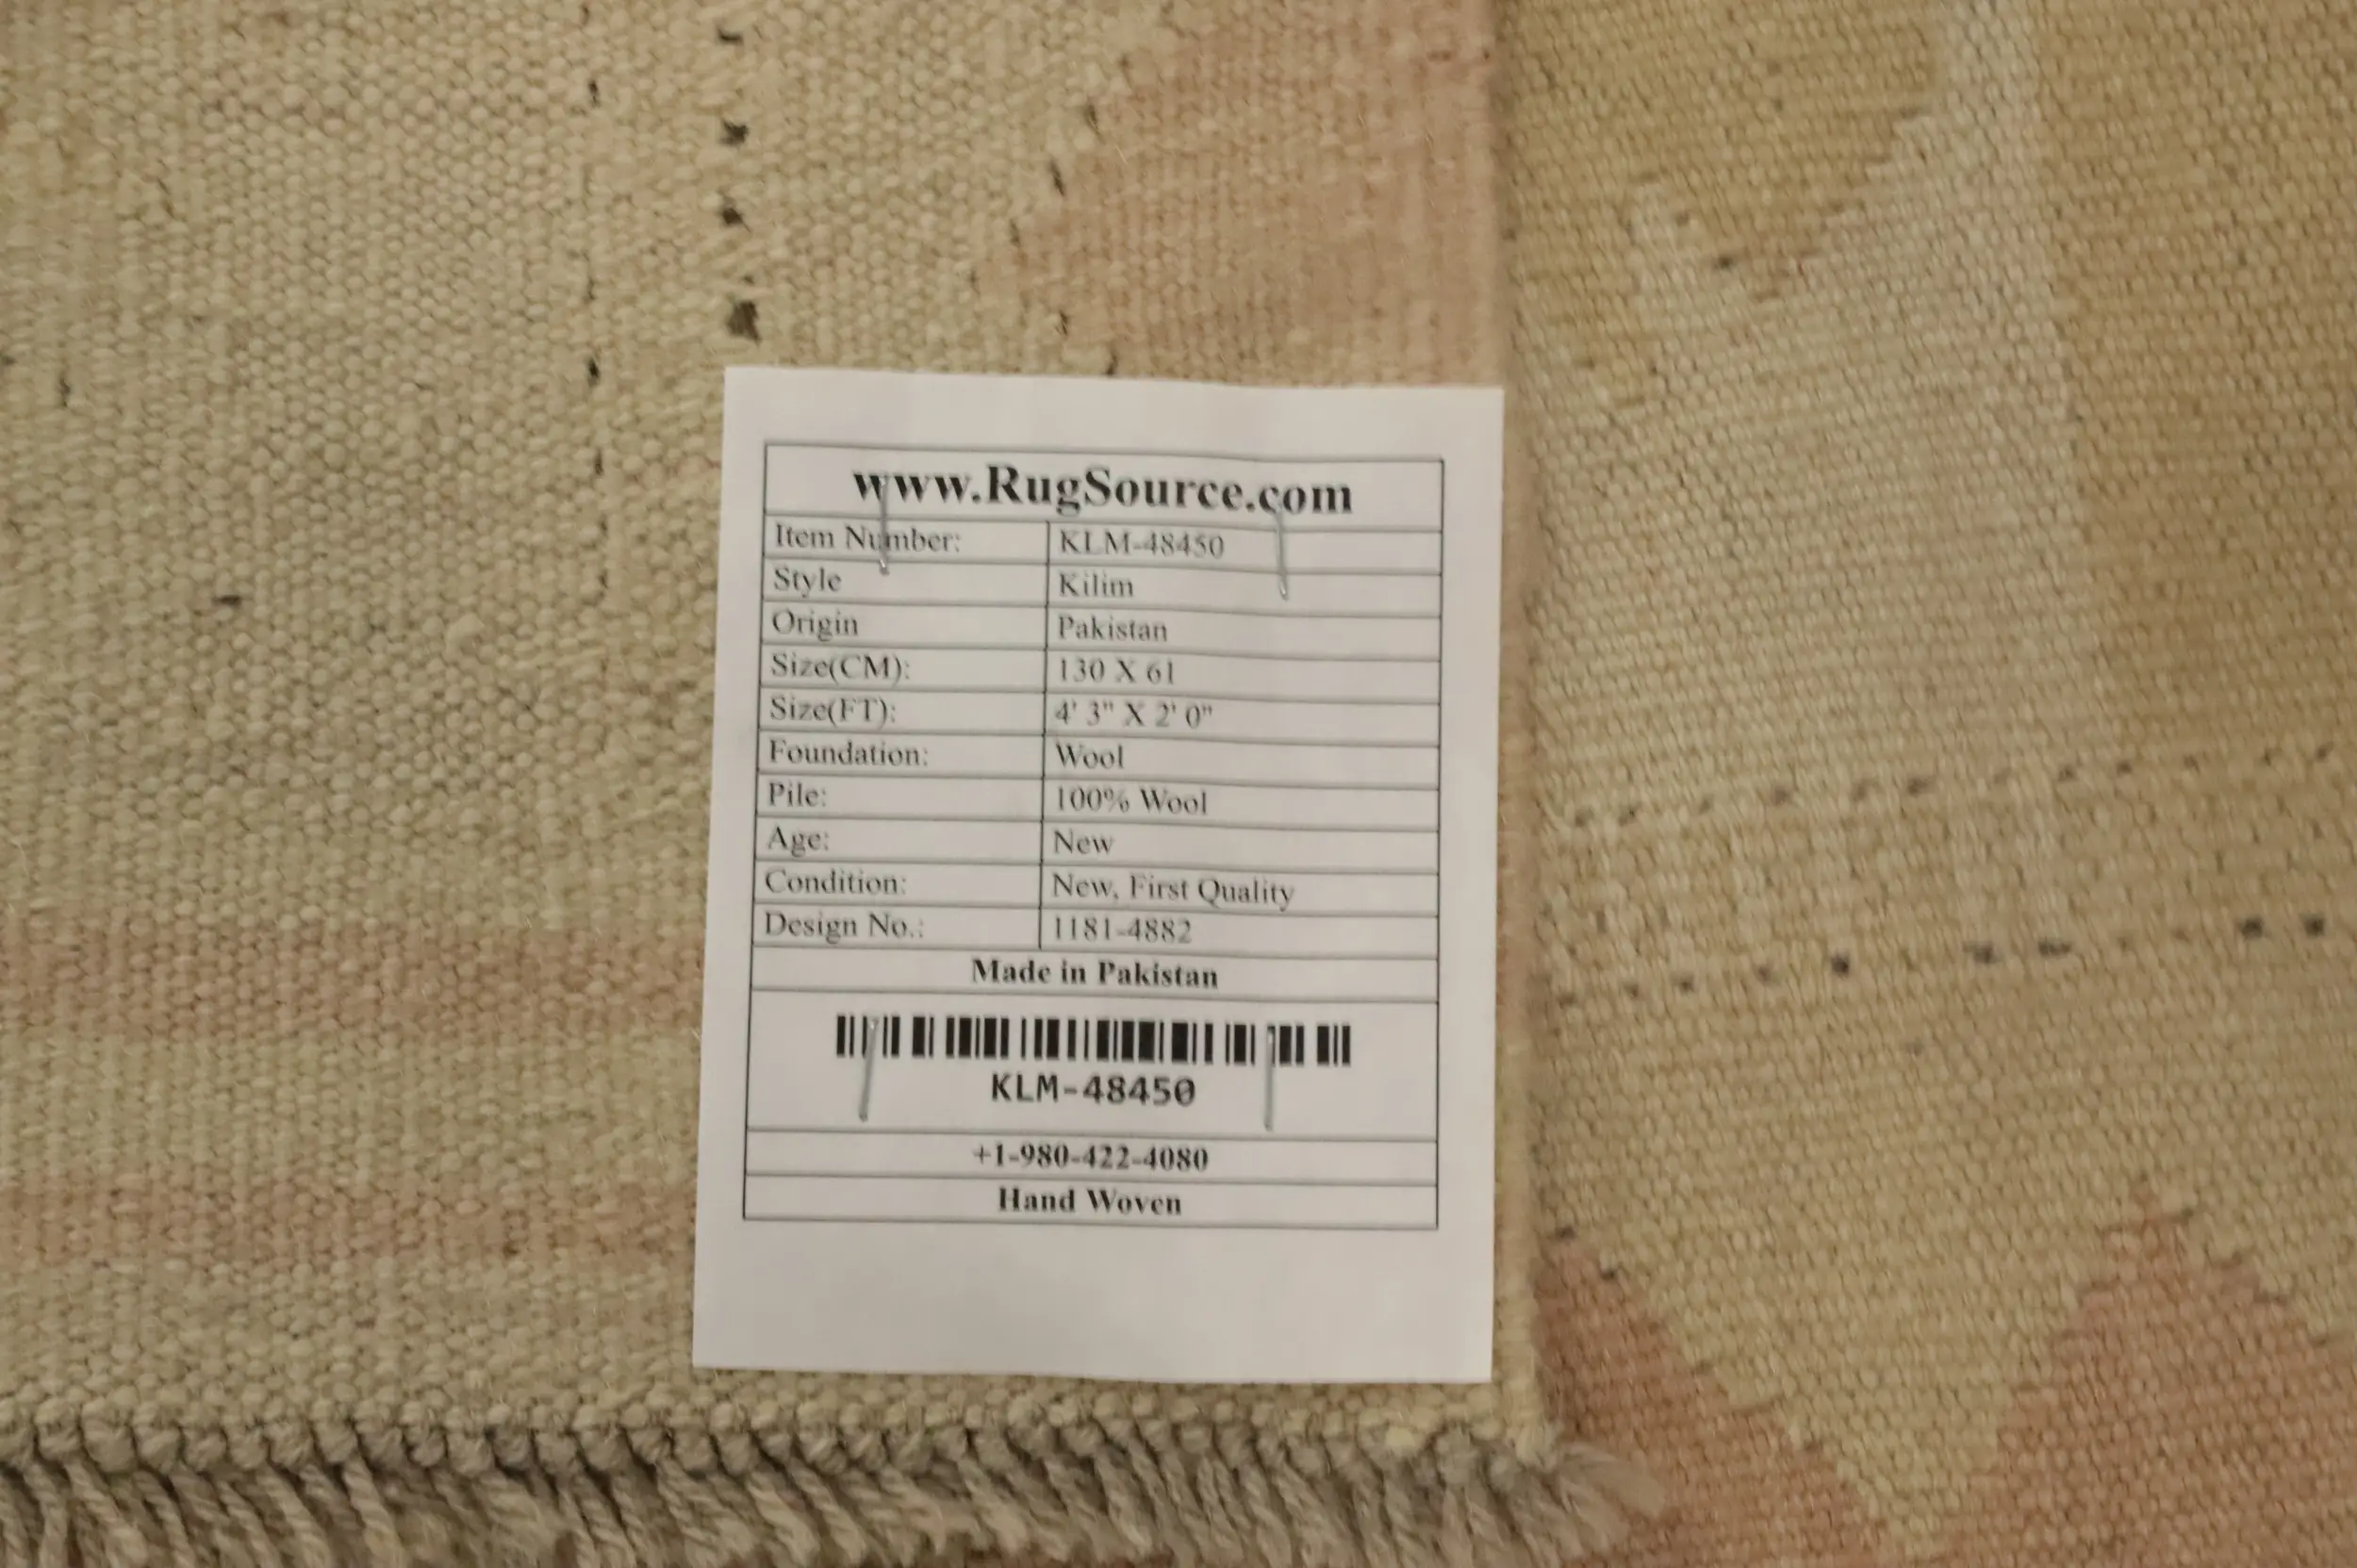 www.RugSource.com
Item Number: KLM-48450
Style Kilim
Origin Pakistan
Size(CM): 130 X 61
Size(FT): 4' 3" X 2' 0"
Foundation: Wool
Pile: 100% Wool
Age: New
Condition: New, First Quality
Design No.: 1181-4882
Made in Pakistan
KLM-48450
+1-980-422-4080
Hand Woven